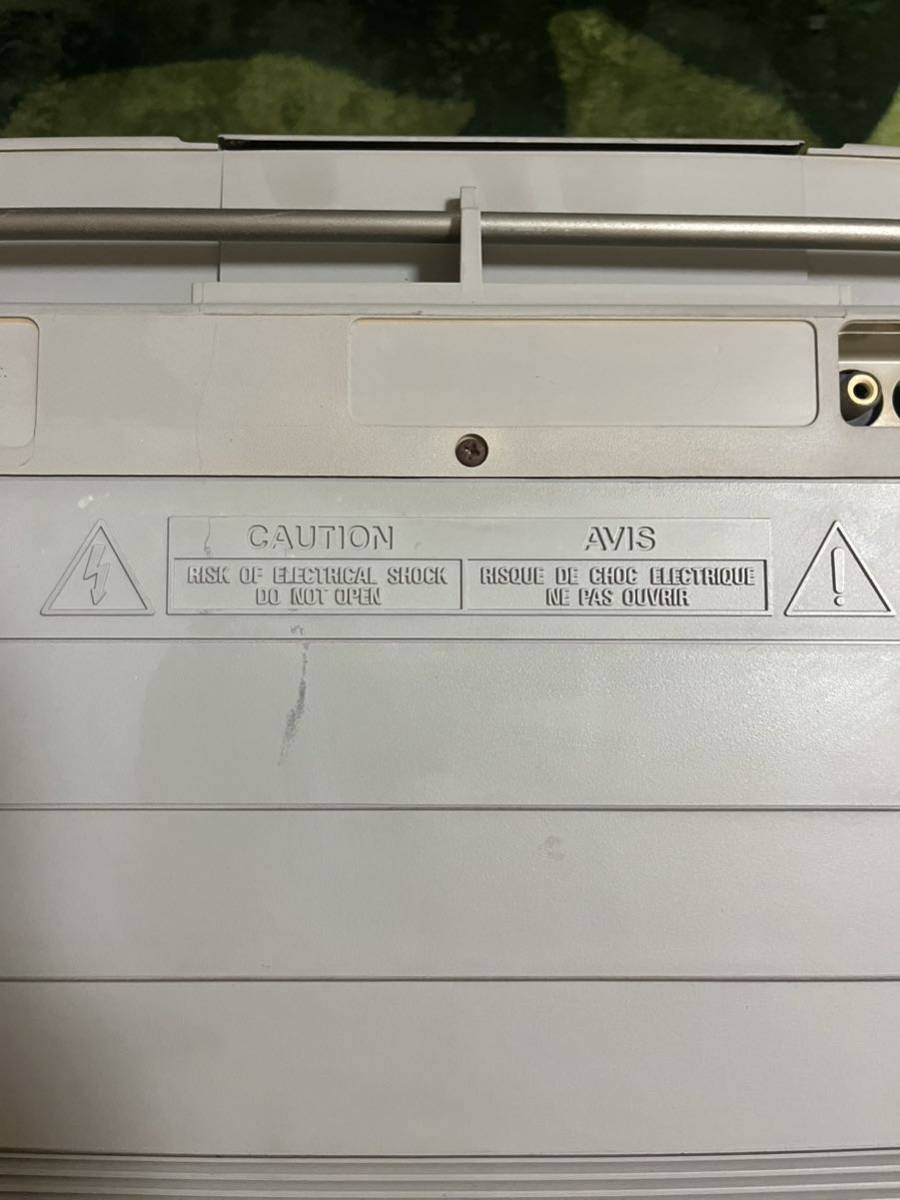 CAUTION
RISK OF ELECTRICAL SHOCK
DO NOT OPEN
AVIS
RISQUE DE CHOC ELECTRIQUE
NE PAS OUVRIR